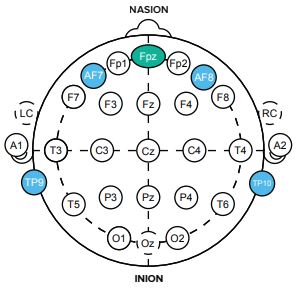 NASION
Fp1 Fpz Fp2
AF7 AF8
F7 F3 Fz F4 F8
LC RC
A1 T3 C3 Cz C4 T4 A2
TP9 TP10
T5 P3 Pz P4 T6
O1 Oz O2
INION